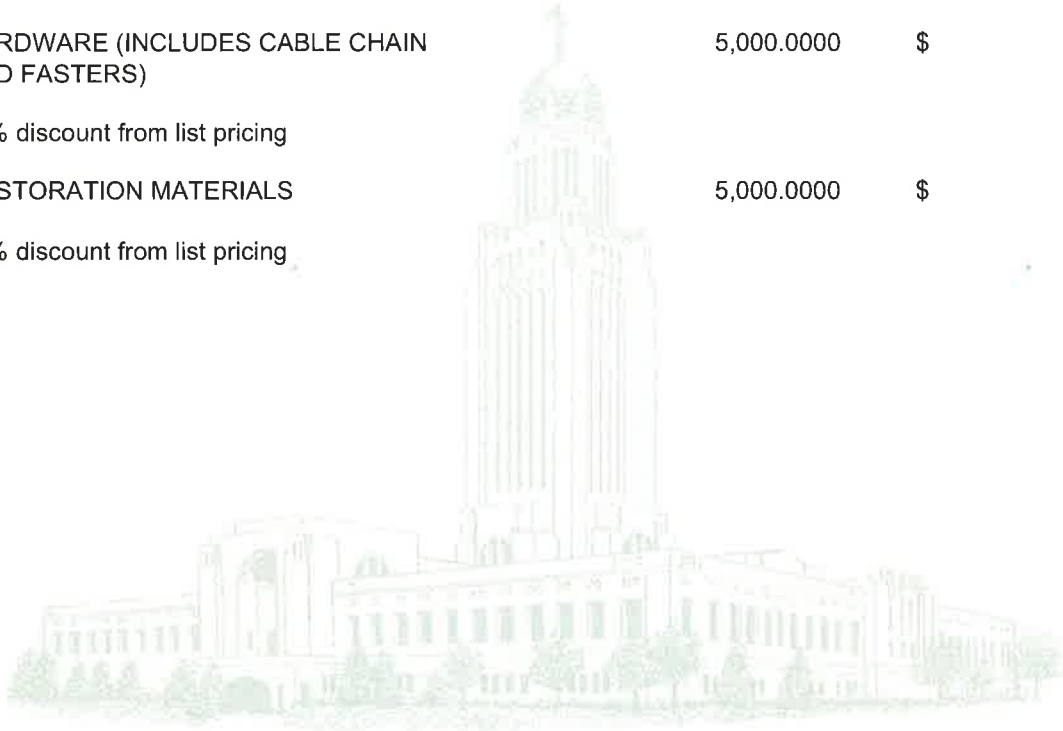 RDWARE (INCLUDES CABLE CHAIN 5,000.0000 $
D FASTERS)
% discount from list pricing
STORATION MATERIALS 5,000.0000 $
% discount from list pricing